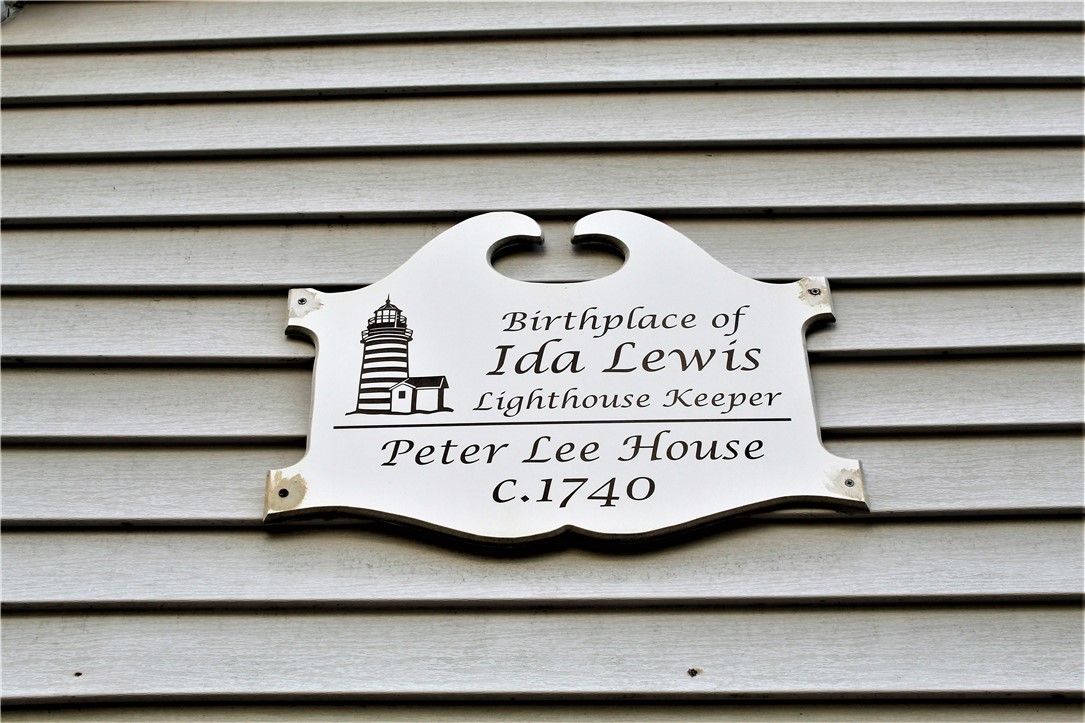 Birthplace of
Ida Lewis
Lighthouse Keeper
Peter Lee House
c.1740